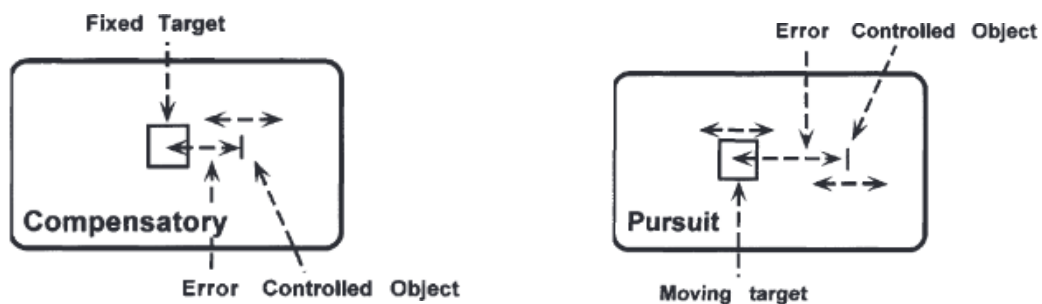 Fixed Target
Compensatory
Error Controlled Object
Error Controlled Object
Pursuit
Moving target